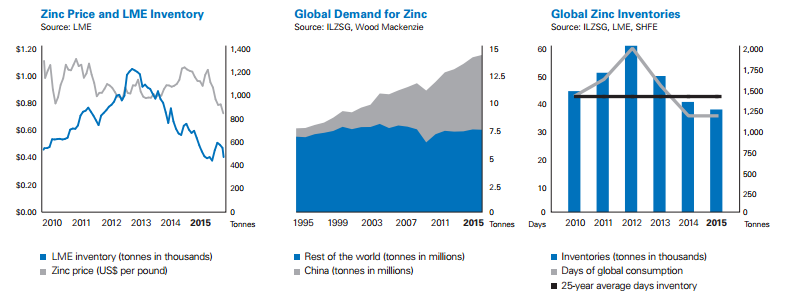 Zinc Price and LME Inventory
Source: LME
$1.20
$1.00
$0.80
$0.60
$0.40
$0.20
$0.00
1,400
1,200
1,000
800
600
400
200
0
2010 2011 2012 2013 2014 2015 Tonnes
LME inventory (tonnes in thousands)
Zinc price (US$ per pound)
Global Demand for Zinc
Source: ILZSG, Wood Mackenzie
15
12.5
10
7.5
5
2.5
0
1995 1999 2003 2007 2011 2015 Tonnes
Rest of the world (tonnes in millions)
China (tonnes in millions)
Global Zinc Inventories
Source: ILZSG, LME, SHFE
60
50
40
30
20
10
0
2,000
1,750
1,500
1,250
1,000
750
500
250
0
Days 2010 2011 2012 2013 2014 2015 Tonnes
Inventories (tonnes in thousands)
Days of global consumption
25-year average days inventory